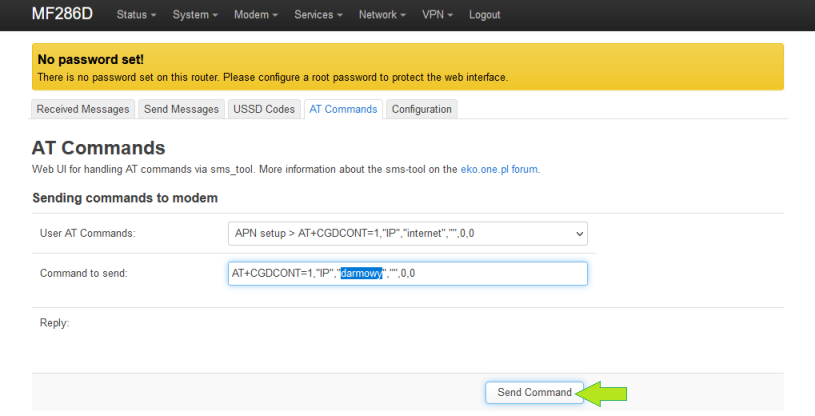 MF286D Status System Modem Services Network VPN Logout
No password set!
There is no password set on this router. Please configure a root password to protect the web interface.
Received Messages Send Messages USSD Codes AT Commands Configuration
AT Commands
Web UI for handling AT commands via sms_tool. More information about the sms-tool on the eko.one.pl forum.
Sending commands to modem
User AT Commands: APN setup > AT+CGDCONT=1,"IP","internet","",0,0
Command to send: AT+CGDCONT=1,"IP","darmowy","",0,0
Reply:
Send Command